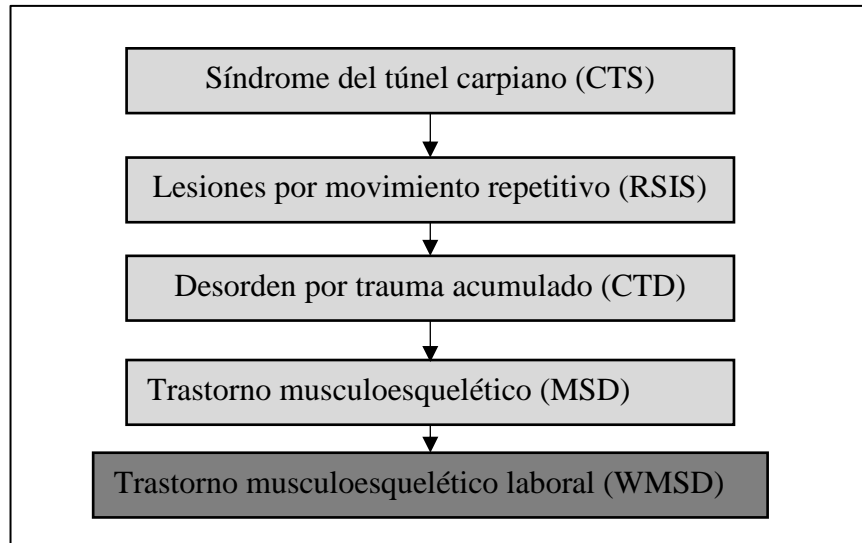 Síndrome del túnel carpiano (CTS)
Lesiones por movimiento repetitivo (RSIS)
Desorden por trauma acumulado (CTD)
Trastorno musculoesquelético (MSD)
Trastorno musculoesquelético laboral (WMSD)